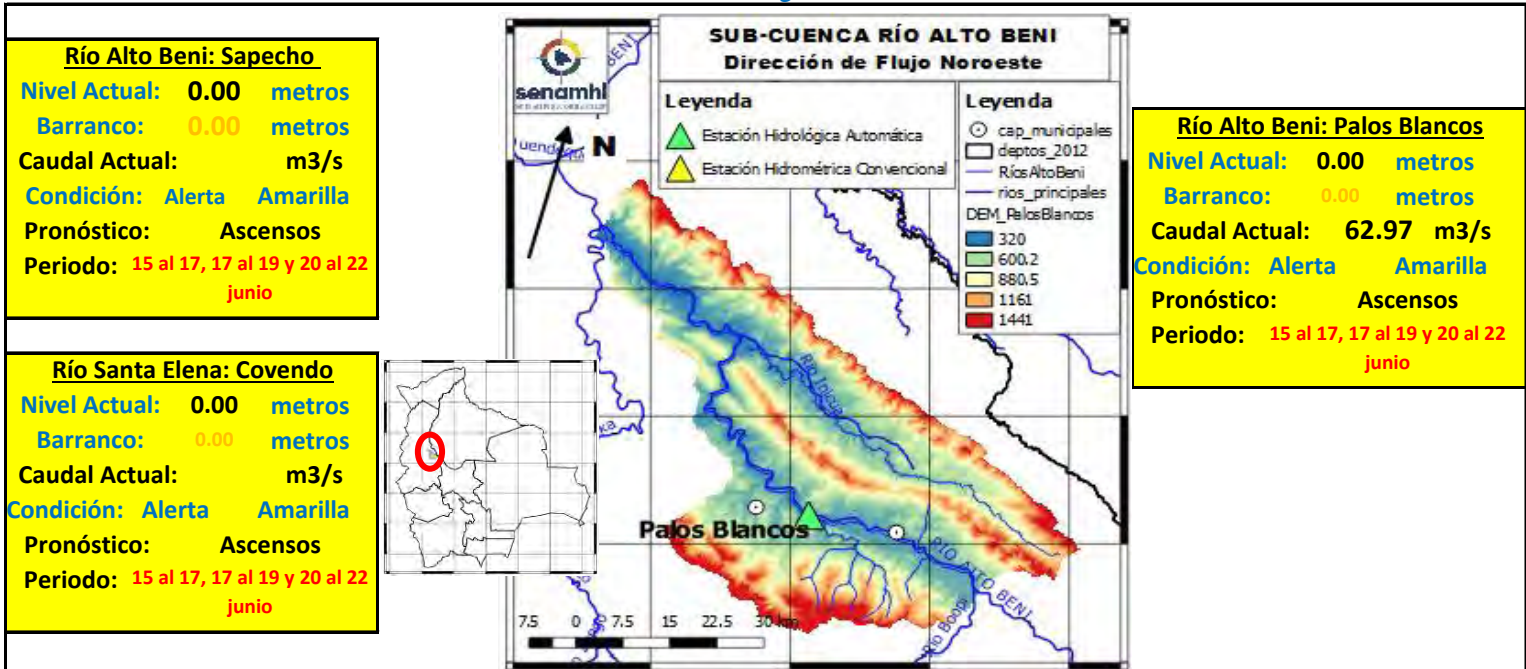 Río Alto Beni: Sapecho
Nivel Actual: 0.00 metros
Barranco: 0.00 metros
Caudal Actual: m3/s
Condición: Alerta Amarilla
Pronóstico: Ascensos
Periodo: 15 al 17, 17 al 19 y 20 al 22
junio
Río Santa Elena: Covendo
Nivel Actual: 0.00 metros
Barranco: 0.00 metros
Caudal Actual: m3/s
Condición: Alerta Amarilla
Pronóstico: Ascensos
Periodo: 15 al 17, 17 al 19 y 20 al 22
junio
senamhi
BENI
SUB-CUENCA RÍO ALTO BENI
Dirección de Flujo Noroeste
Leyenda
Estación Hidrológica Automática
Estación Hidrométrica Convencional
Leyenda
cap_municipales
deptos_2012
RíosAltoBeni
rios_principales
DEM_PalosBlancos
320
600.2
880.5
1161
1441
N
Río Inicua
Palos Blancos
RÍO ALTO BENI
Río Boopi
7.5 0 7.5 15 22.5 30 km
Río Alto Beni: Palos Blancos
Nivel Actual: 0.00 metros
Barranco: 0.00 metros
Caudal Actual: 62.97 m3/s
Condición: Alerta Amarilla
Pronóstico: Ascensos
Periodo: 15 al 17, 17 al 19 y 20 al 22
junio